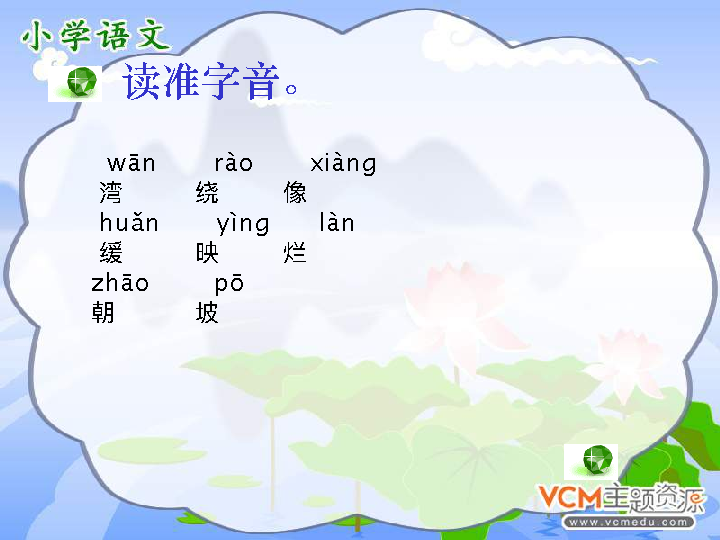 小学语文
读准字音。
wān rào xiàng
湾 绕 像
huǎn yìng làn
缓 映 烂
zhāo pō
朝 坡
VCM主题资源
www.vcmedu.com